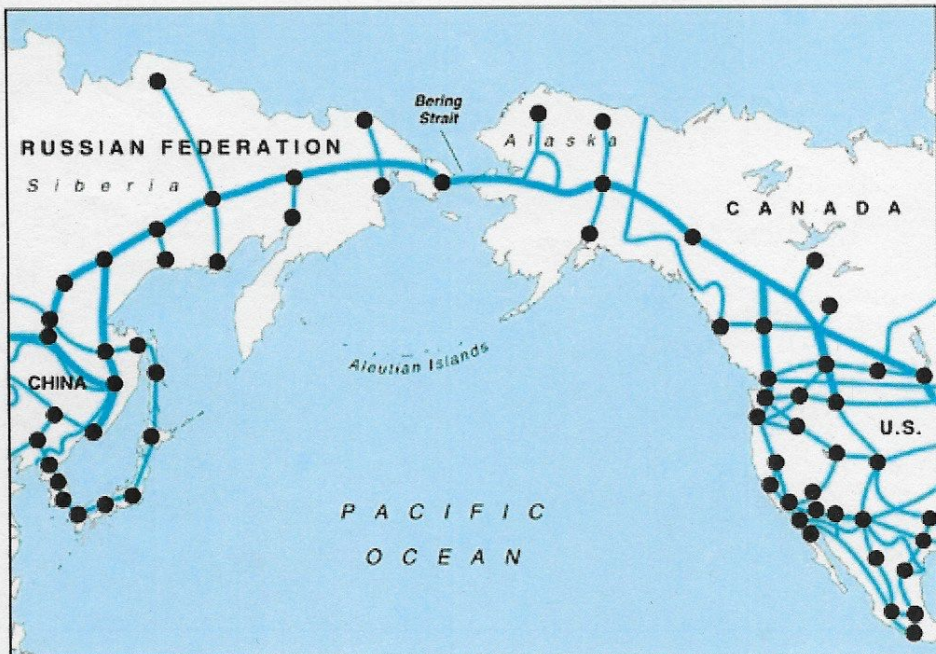 Bering
Strait
Alaska
RUSSIAN FEDERATION
Siberia
CANADA
Aleutian Islands
CHINA
U.S.
PACIFIC
OCEAN